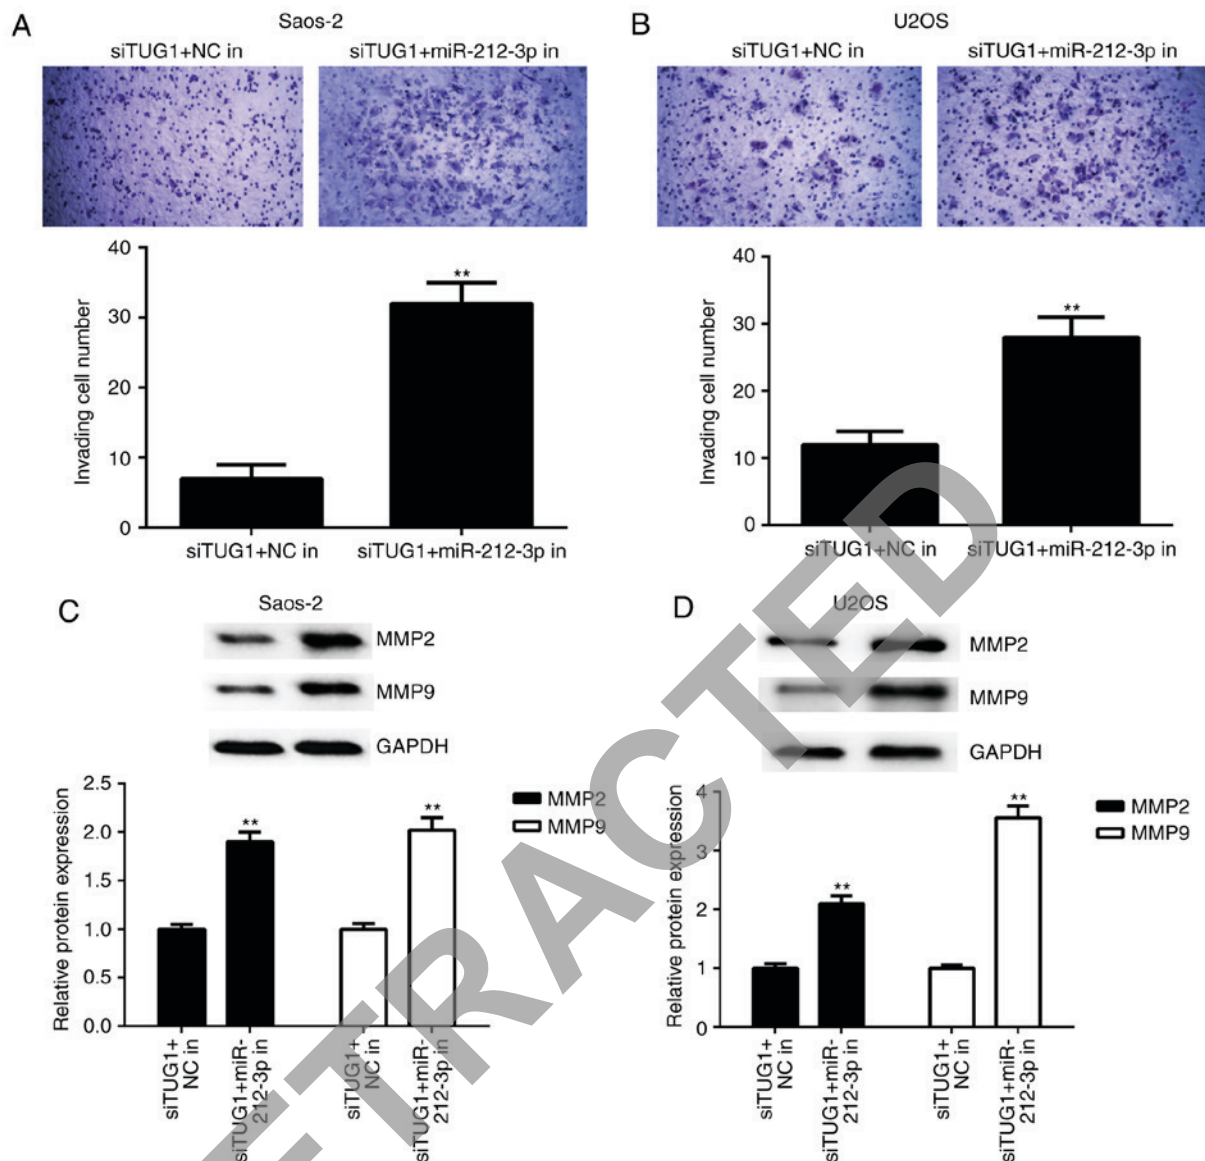 A
Saos-2
siTUG1+NC in
siTUG1+miR-212-3p in
40
30
20
10
0
Invading cell number
**
siTUG1+NC in
siTUG1+miR-212-3p in
B
U2OS
siTUG1+NC in
siTUG1+miR-212-3p in
40
30
20
10
0
Invading cell number
**
siTUG1+NC in
siTUG1+miR-212-3p in
C
Saos-2
MMP2
MMP9
GAPDH
2.5
2.0
1.5
1.0
0.5
0.0
Relative protein expression
**
**
MMP2
MMP9
siTUG1+
NC in
siTUG1+miR-
212-3p in
siTUG1+
NC in
siTUG1+miR-
212-3p in
D
U2OS
MMP2
MMP9
GAPDH
4
3
2
1
0
Relative protein expression
**
**
MMP2
MMP9
siTUG1+
NC in
siTUG1+miR-
212-3p in
siTUG1+
NC in
siTUG1+miR-
212-3p in
ETRACTED